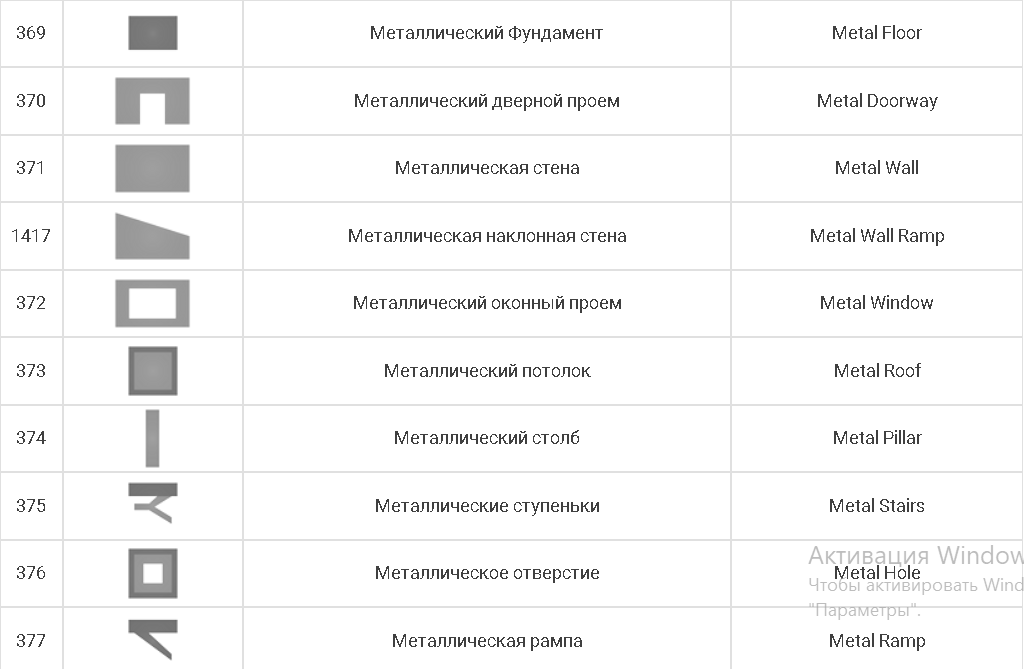 369 Металлический Фундамент Metal Floor
370 Металлический дверной проем Metal Doorway
371 Металлическая стена Metal Wall
1417 Металлическая наклонная стена Metal Wall Ramp
372 Металлический оконный проем Metal Window
373 Металлический потолок Metal Roof
374 Металлический столб Metal Pillar
375 Металлические ступеньки Metal Stairs
Активация Window
376 Металлическое отверстие Metal Hole
Чтобы активировать Wind
"Параметры".
377 Металлическая рампа Metal Ramp